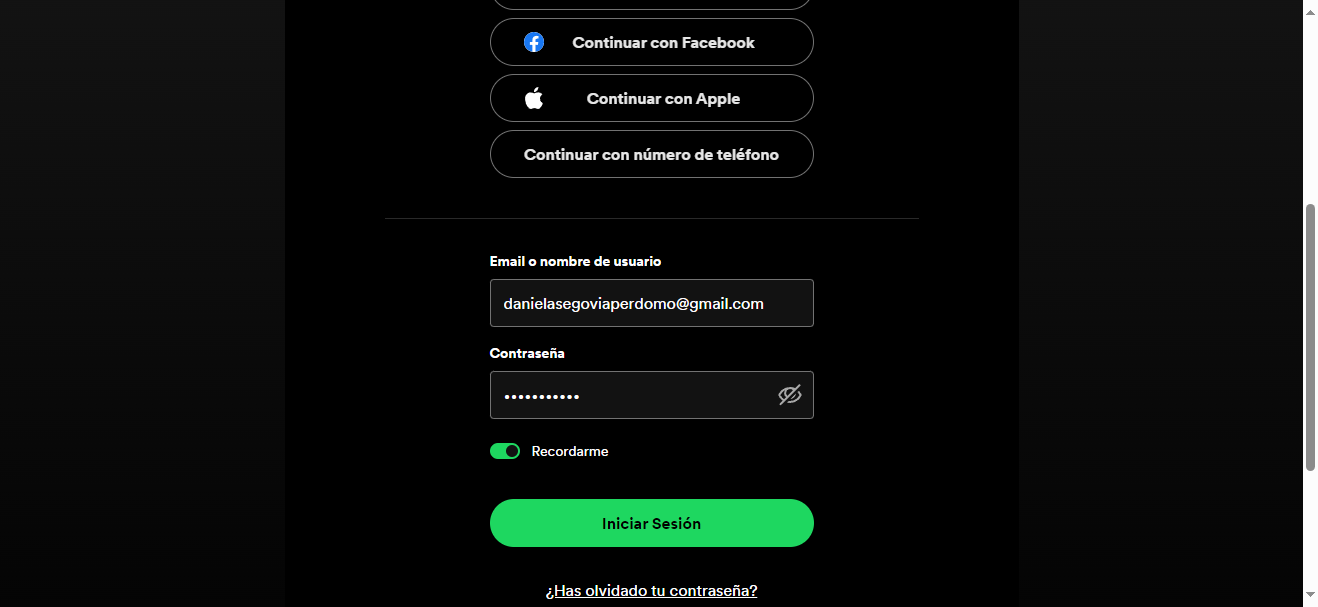 Continuar con Facebook
Continuar con Apple
Continuar con número de teléfono
Email o nombre de usuario
danielasegoviaperdomo@gmail.com
Contraseña
•••••••••••
Recordarme
Iniciar Sesión
¿Has olvidado tu contraseña?